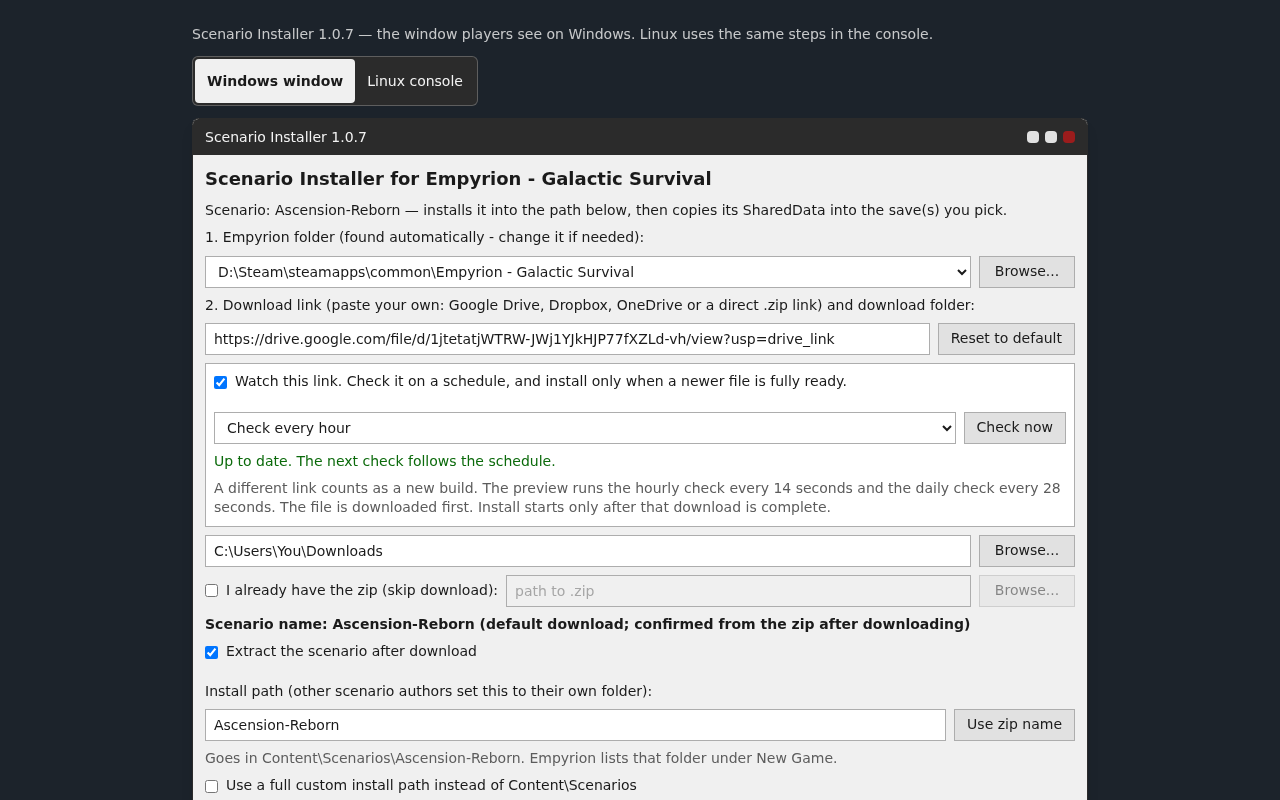 Scenario Installer 1.0.7 — the window players see on Windows. Linux uses the same steps in the console.
Windows window
Linux console
Scenario Installer 1.0.7
Scenario Installer for Empyrion - Galactic Survival
Scenario: Ascension-Reborn — installs it into the path below, then copies its SharedData into the save(s) you pick.
1. Empyrion folder (found automatically - change it if needed):
D:\Steam\steamapps\common\Empyrion - Galactic Survival
Browse...
2. Download link (paste your own: Google Drive, Dropbox, OneDrive or a direct .zip link) and download folder:
https://drive.google.com/file/d/1jtetatjWTRW-JWj1YJkHJP77fXZLd-vh/view?usp=drive_link
Reset to default
Watch this link. Check it on a schedule, and install only when a newer file is fully ready.
Check every hour
Check now
Up to date. The next check follows the schedule.
A different link counts as a new build. The preview runs the hourly check every 14 seconds and the daily check every 28
seconds. The file is downloaded first. Install starts only after that download is complete.
C:\Users\You\Downloads
Browse...
I already have the zip (skip download):
path to .zip
Browse...
Scenario name: Ascension-Reborn (default download; confirmed from the zip after downloading)
Extract the scenario after download
Install path (other scenario authors set this to their own folder):
Ascension-Reborn
Use zip name
Goes in Content\Scenarios\Ascension-Reborn. Empyrion lists that folder under New Game.
Use a full custom install path instead of Content\Scenarios